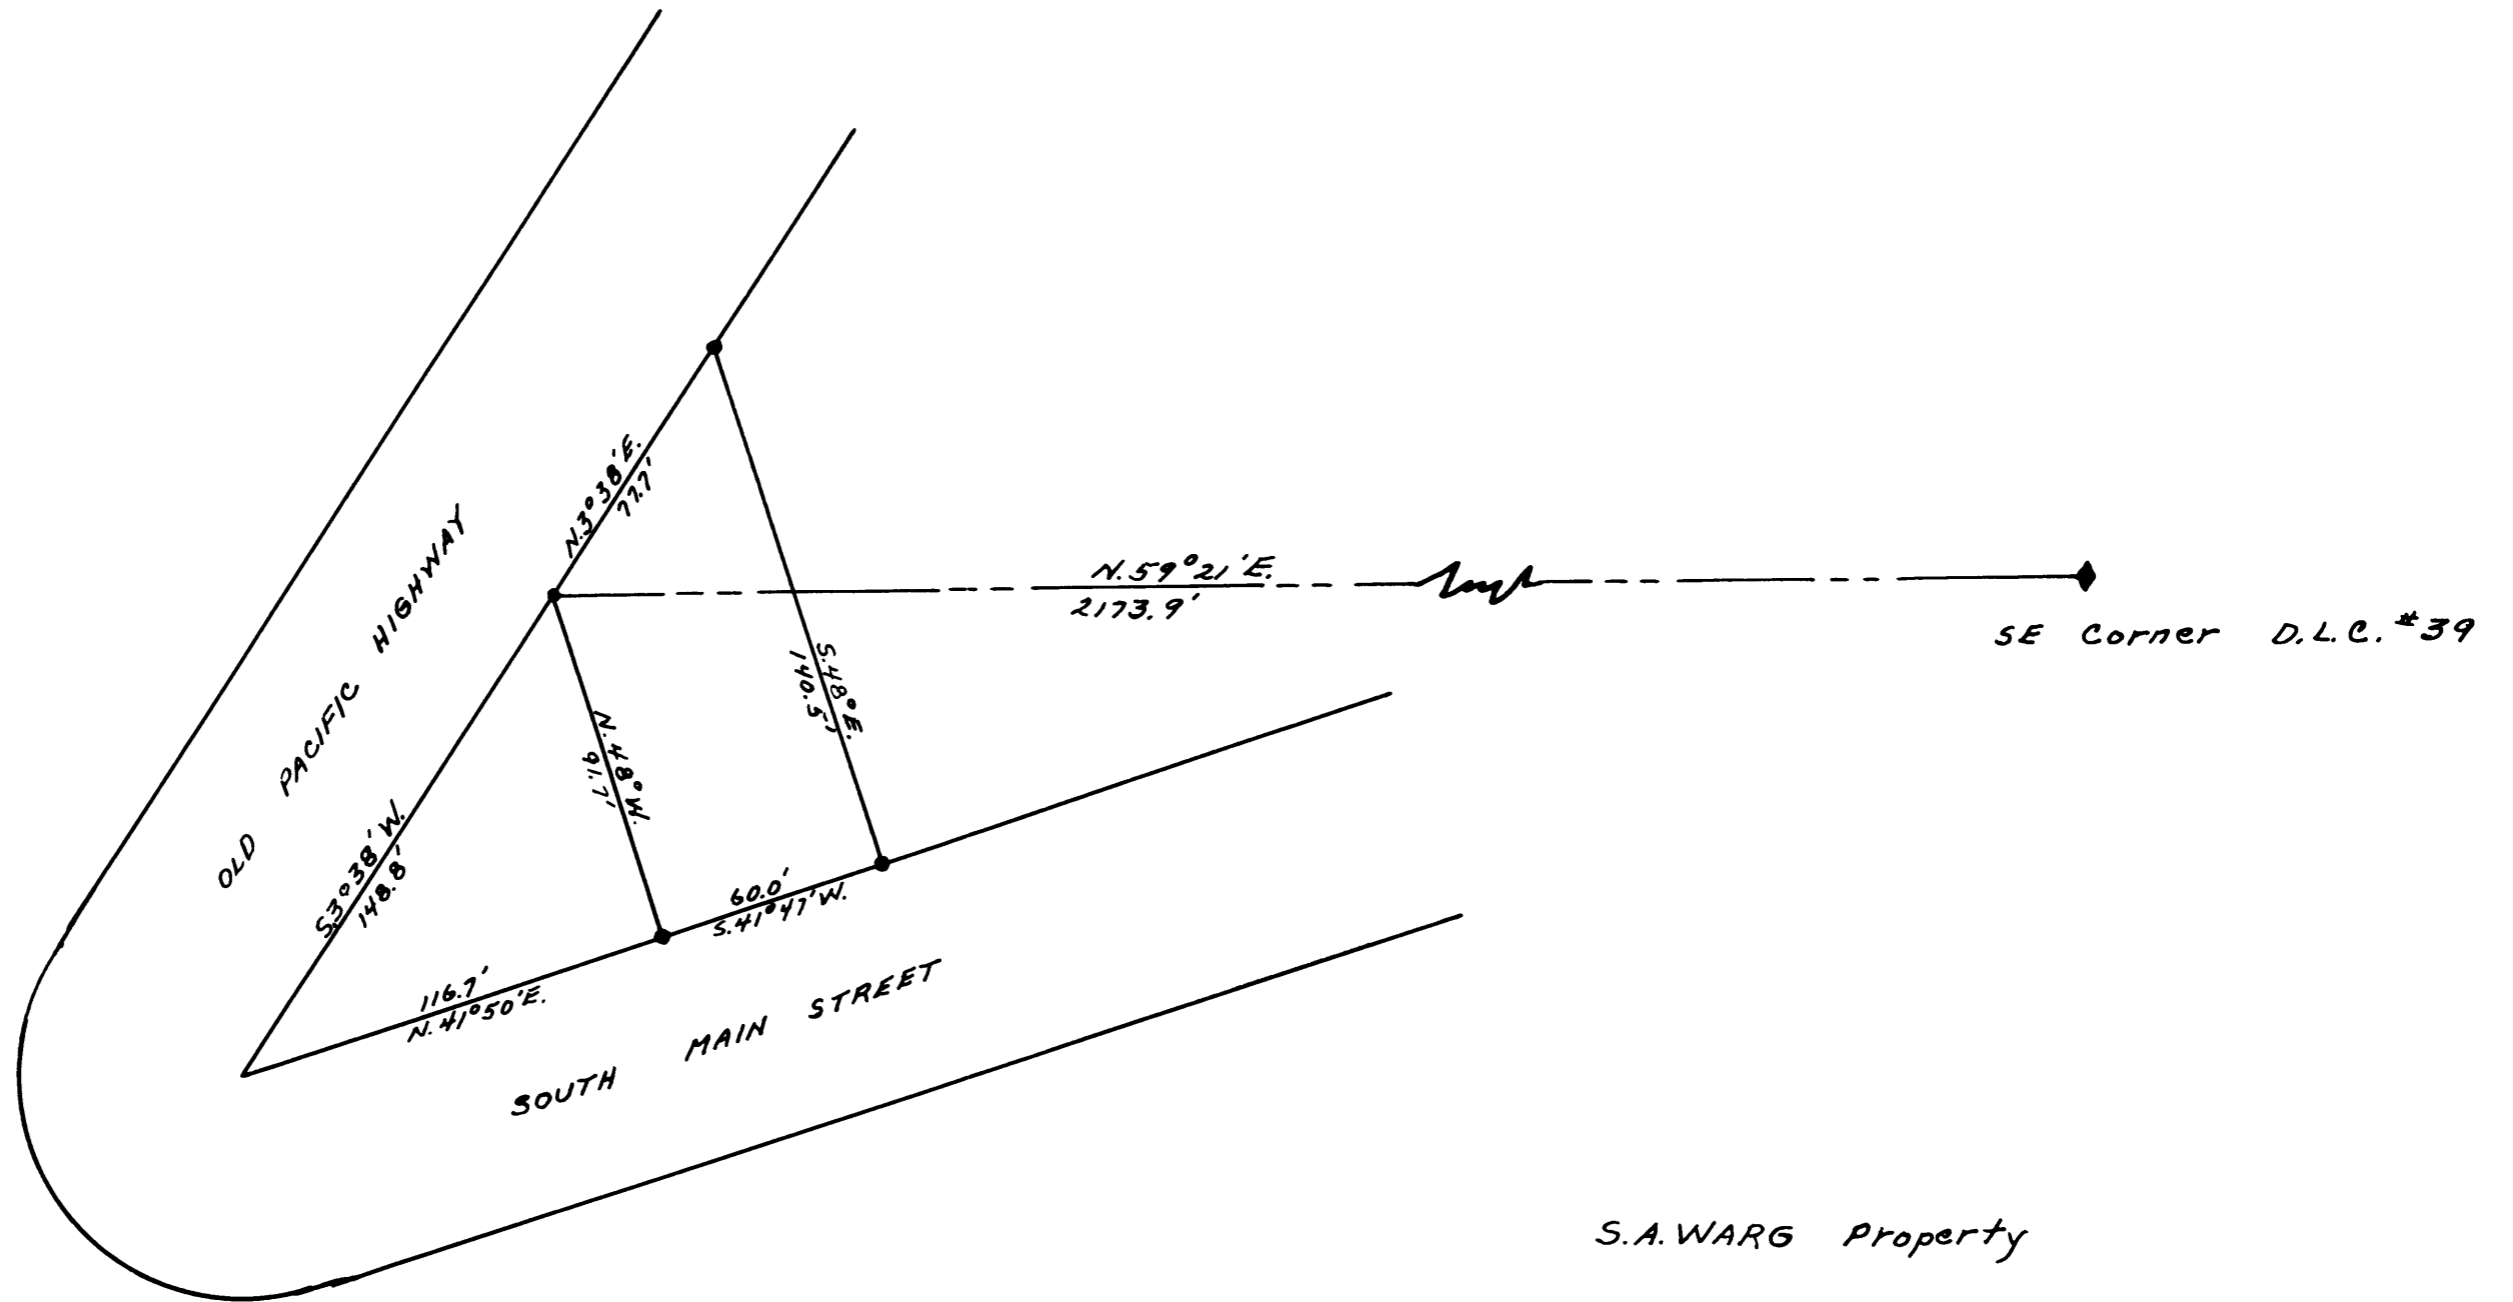 N.3°38'E.
77.7'
OLD PACIFIC HIGHWAY
N.59°21'E.
2173.9'
SE Corner D.L.C. #39
S.48°E.
140.5'
N.48°W.
91.7'
S.3°38'W.
148.8'
60.0'
S.41°47'W.
116.7'
N.41°50'E.
SOUTH MAIN STREET
S.A.WARG Property